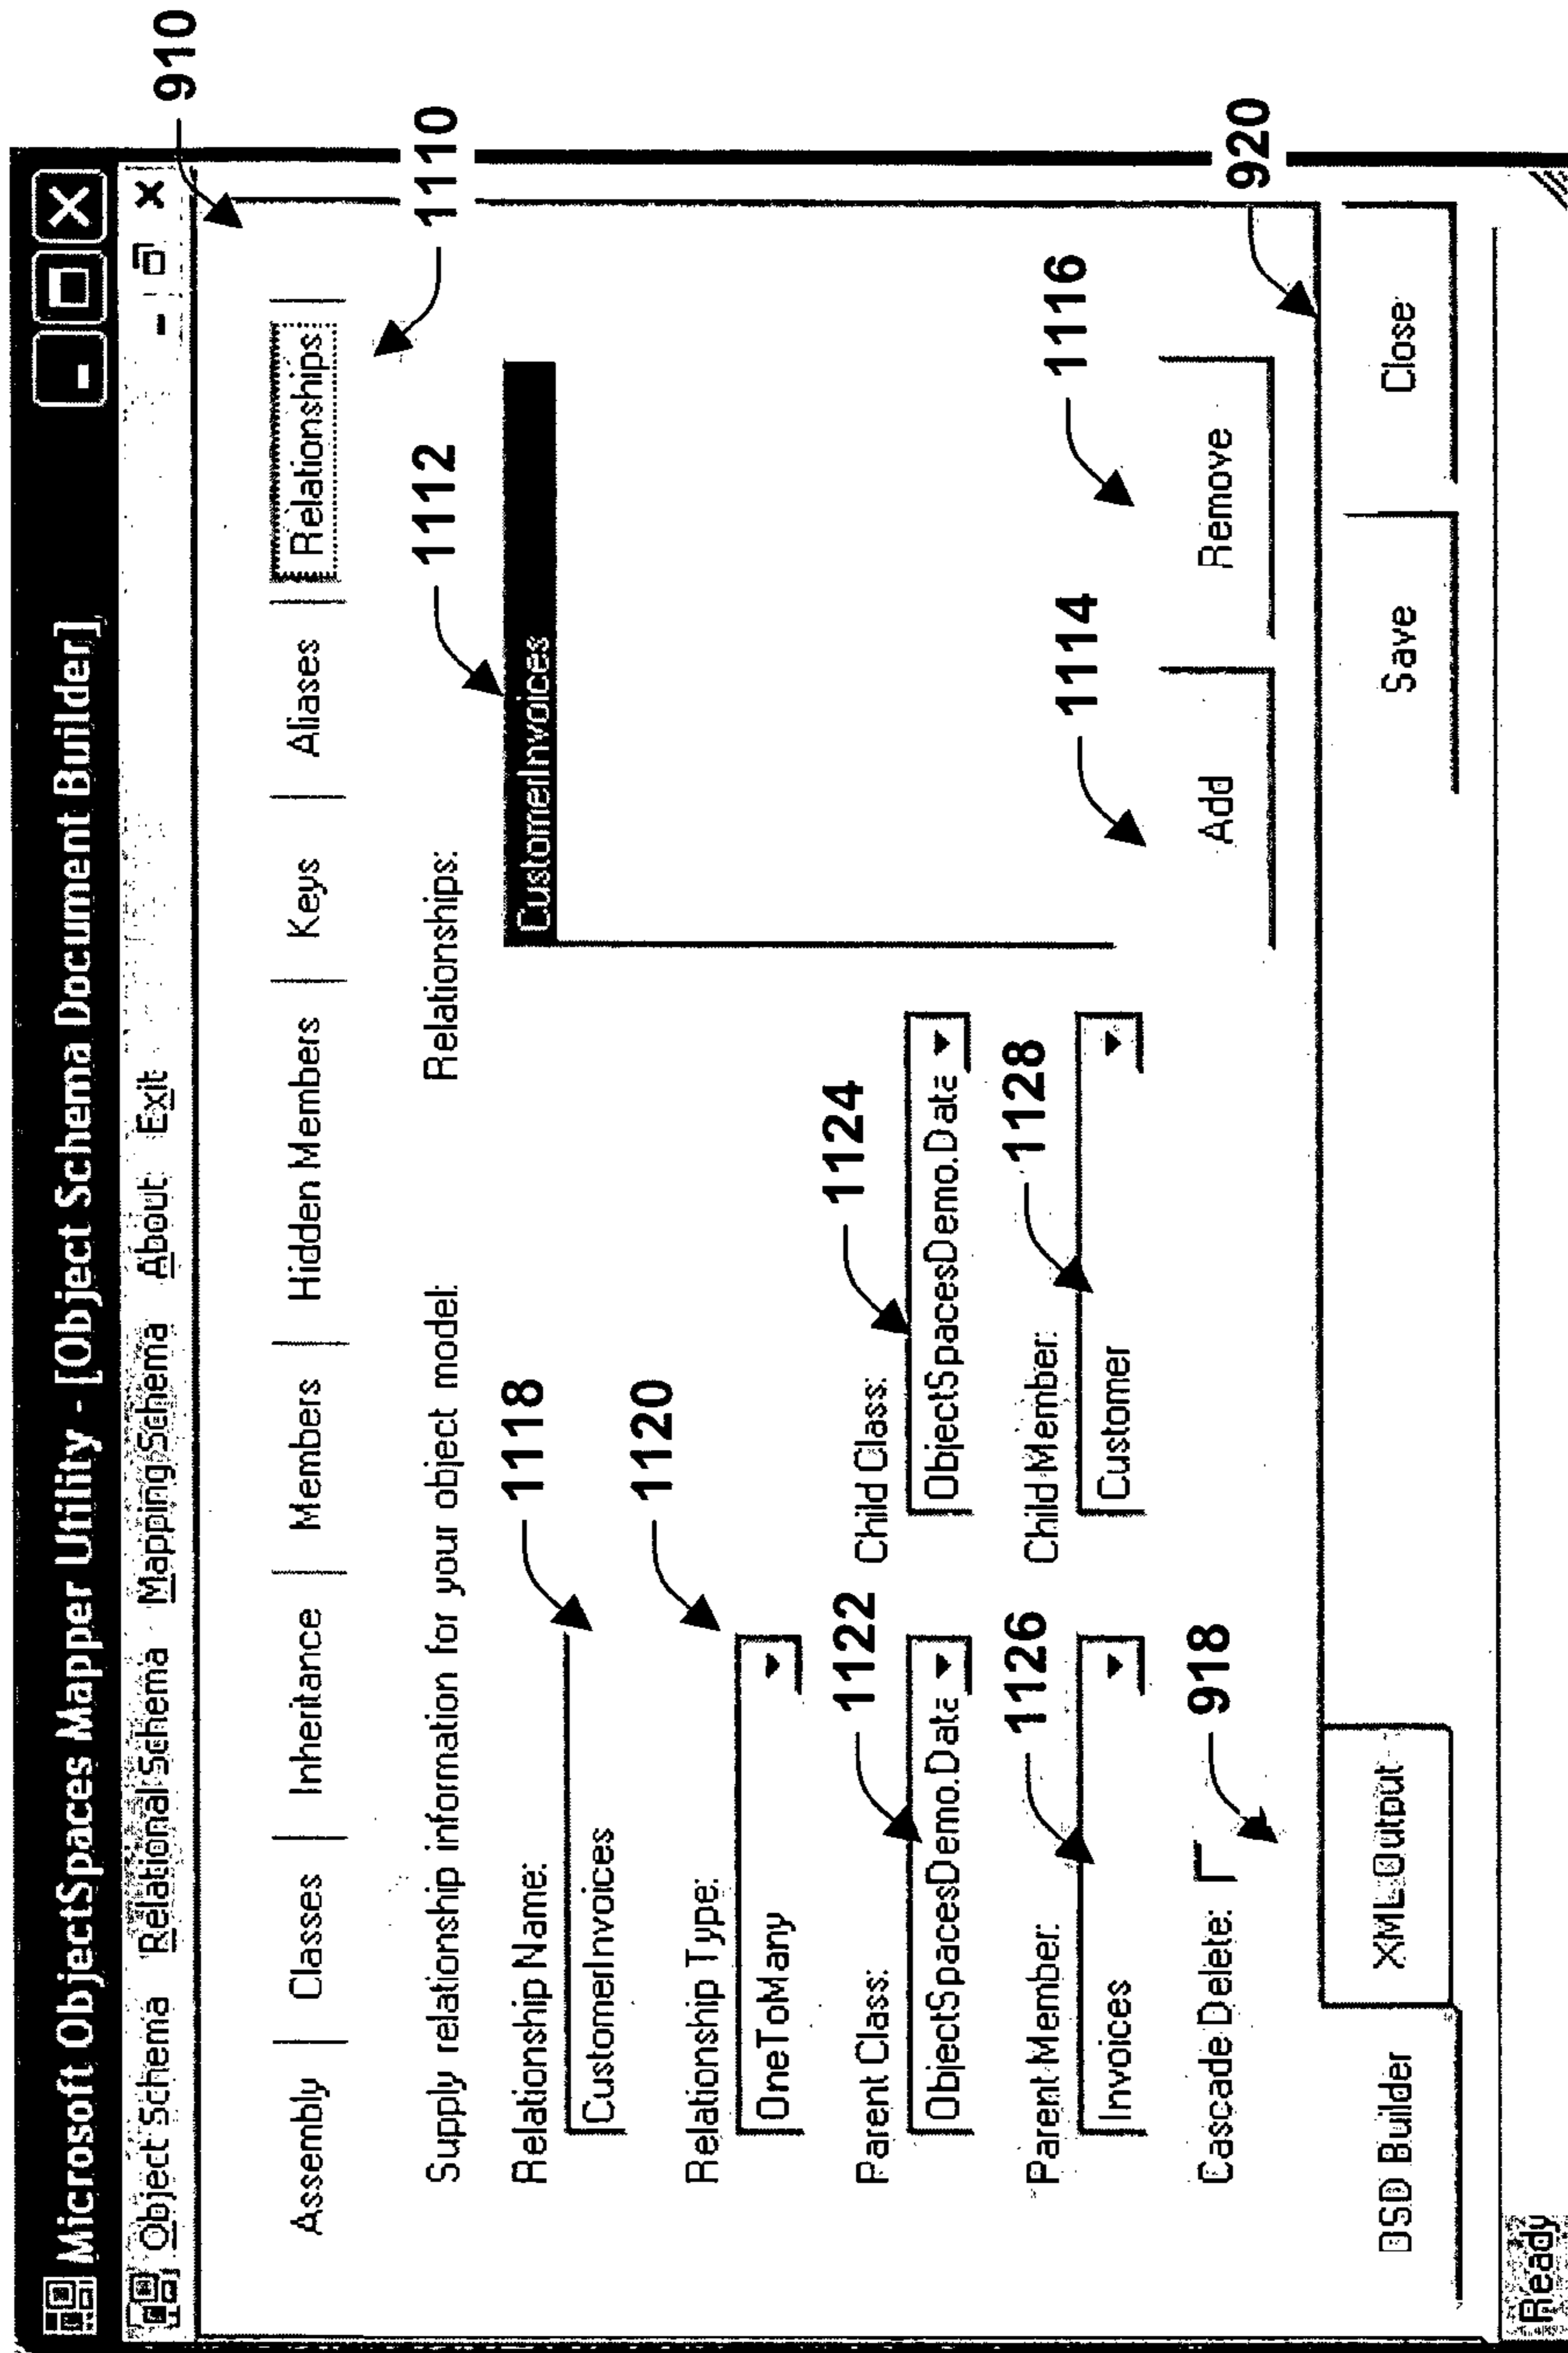 910
Microsoft ObjectSpaces Mapper Utility - [Object Schema Document Builder]
Object Schema Relational Schema Mapping Schema About Exit
Assembly Classes Inheritance Members Hidden Members Keys Aliases Relationships
1110
Supply relationship information for your object model: Relationships:
1112
Relationship Name: 1118
CustomerInvoices
CustomerInvoices
Relationship Type: 1120
OneToMany
Parent Class: 1122 Child Class: 1124
ObjectSpacesDemo.Data ObjectSpacesDemo.Data
Parent Member: 1126 Child Member: 1128
Invoices Customer
1114 1116
Cascade Delete: 918 Add Remove
920
OSD Builder XML Output Save Close
Ready